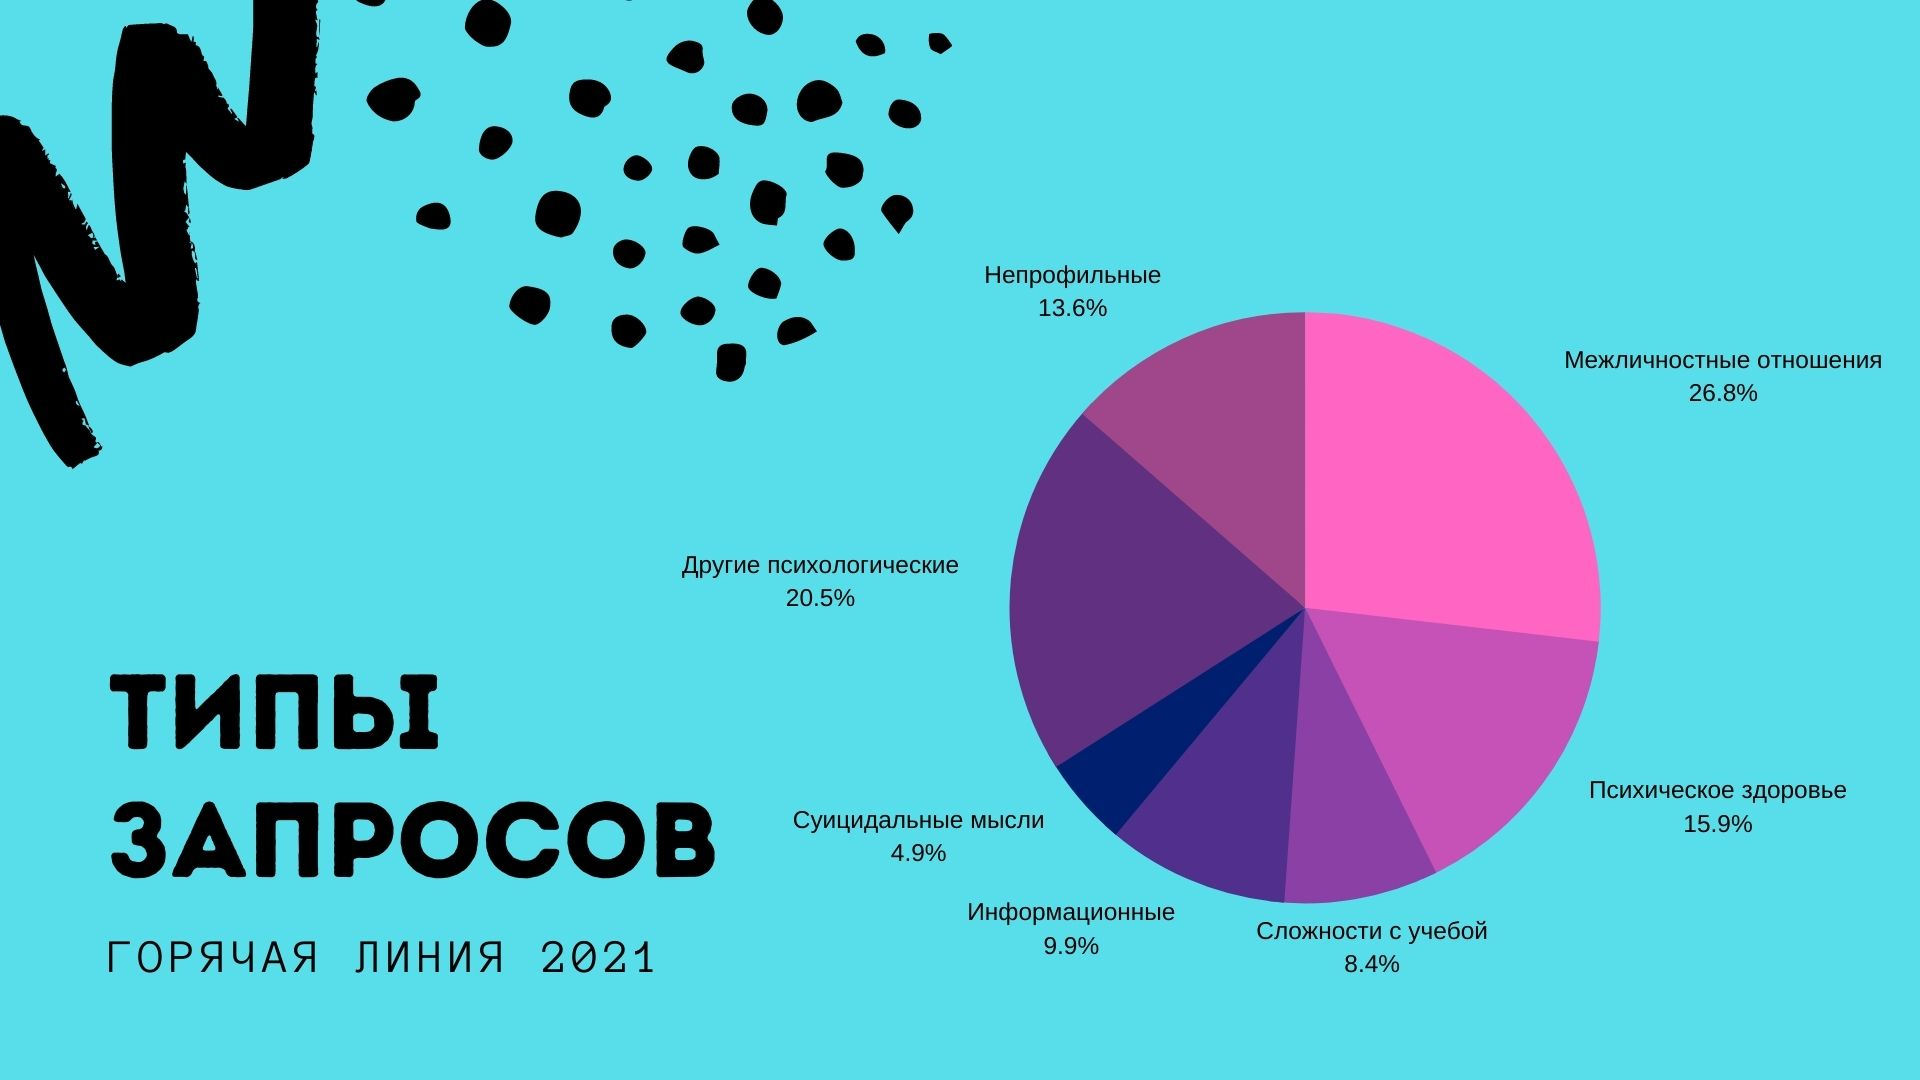 Непрофильные
13.6%
Межличностные отношения
26.8%
Другие психологические
20.5%
Психическое здоровье
15.9%
Суицидальные мысли
4.9%
Информационные
9.9%
Сложности с учебой
8.4%
ТИПЫ
ЗАПРОСОВ
ГОРЯЧАЯ ЛИНИЯ 2021